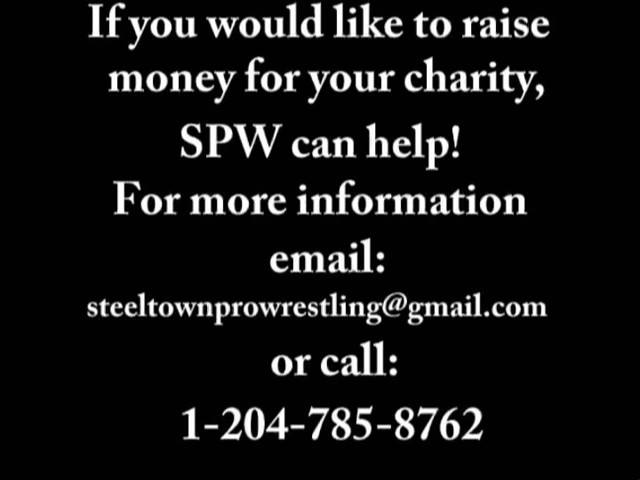 If you would like to raise
money for your charity,
SPW can help!
For more information
email:
steeltownprowrestling@gmail.com
or call:
1-204-785-8762